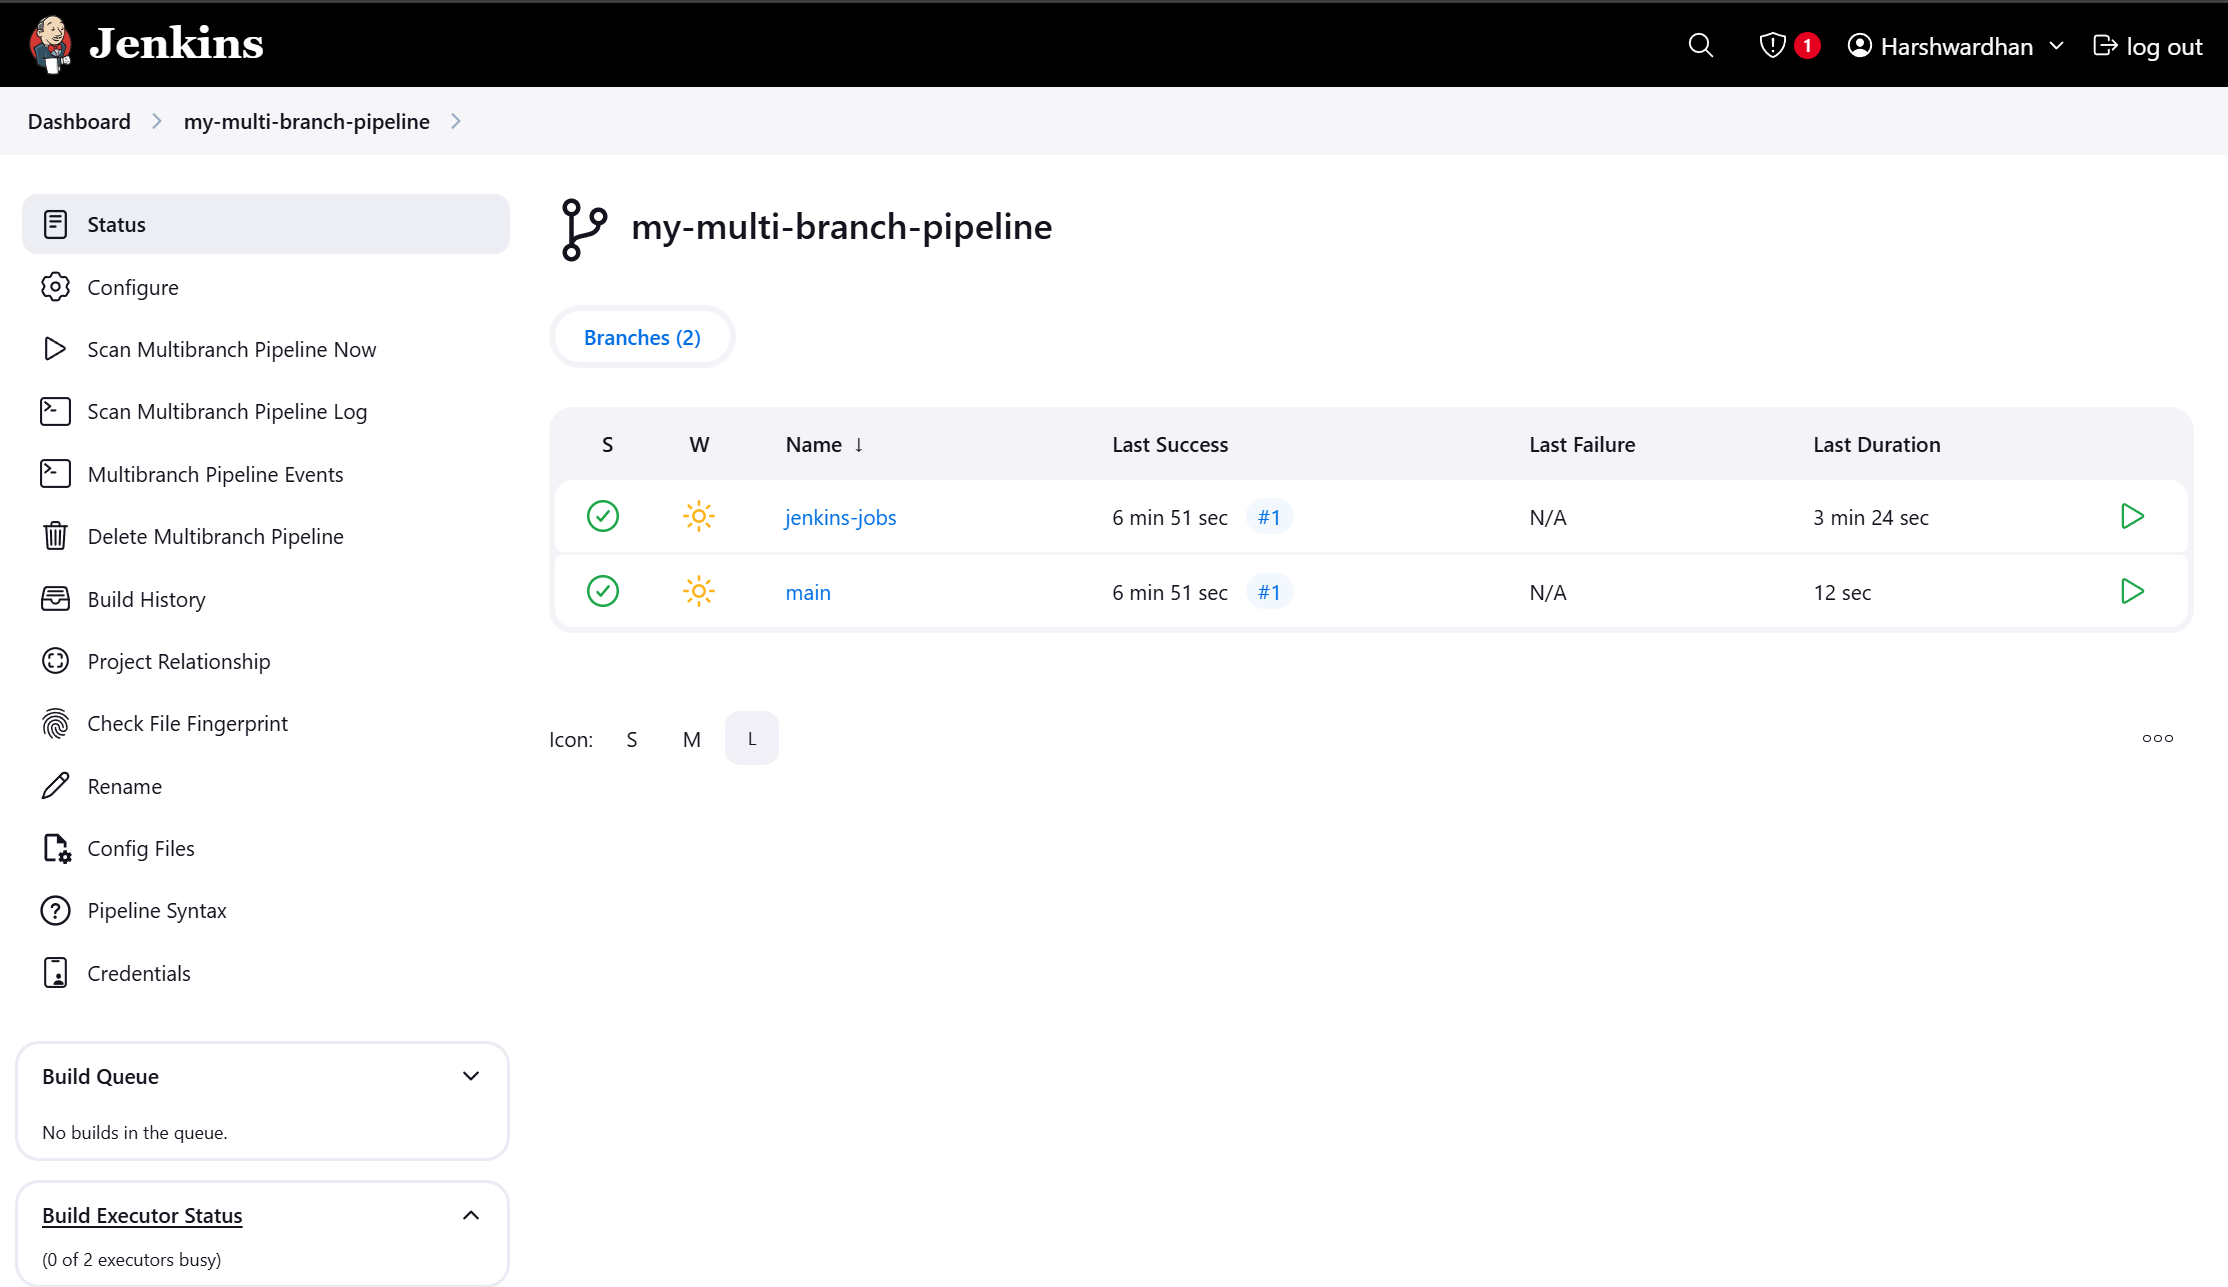 Jenkins
1
Harshwardhan
log out
Dashboard
my-multi-branch-pipeline
Status
Configure
Scan Multibranch Pipeline Now
Scan Multibranch Pipeline Log
Multibranch Pipeline Events
Delete Multibranch Pipeline
Build History
Project Relationship
Check File Fingerprint
Rename
Config Files
Pipeline Syntax
Credentials
Build Queue
No builds in the queue.
Build Executor Status
(0 of 2 executors busy)
my-multi-branch-pipeline
Branches (2)
S W Name ↓ Last Success Last Failure Last Duration
jenkins-jobs 6 min 51 sec #1 N/A 3 min 24 sec
main 6 min 51 sec #1 N/A 12 sec
Icon: S M L